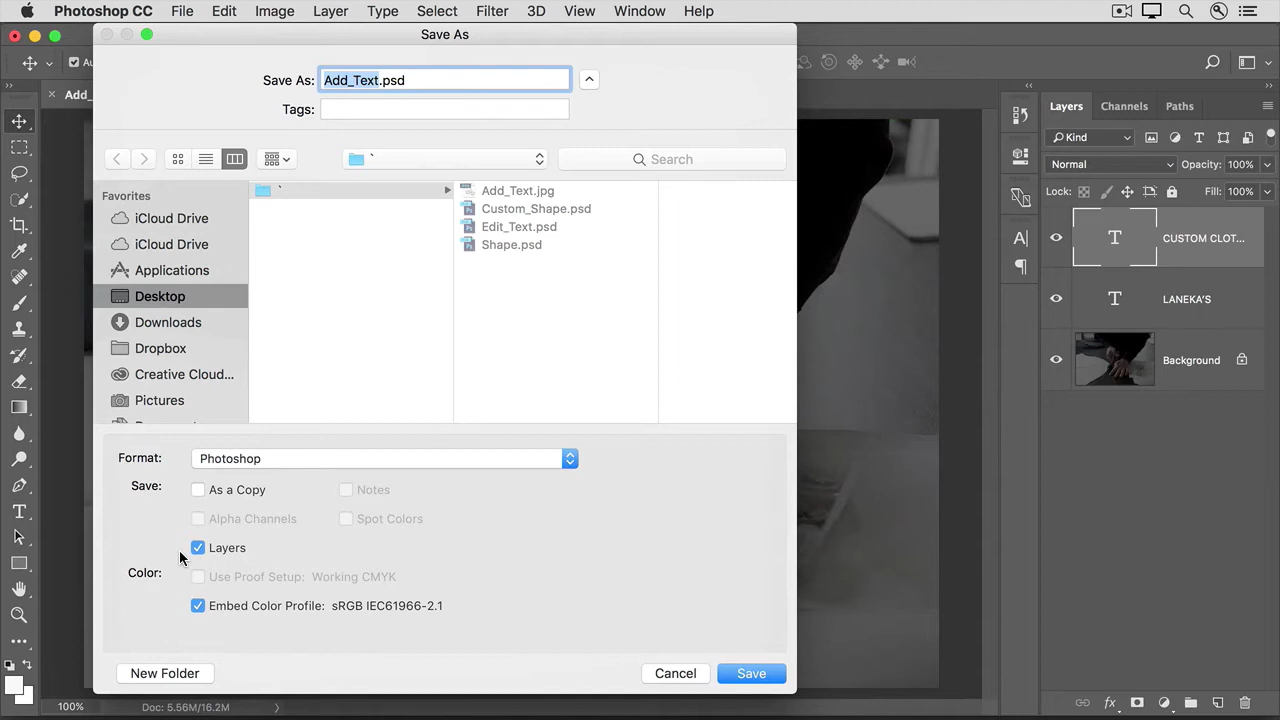 Photoshop CC File Edit Image Layer Type Select Filter 3D View Window Help
Save As
Save As: Add_Text.psd
Tags:
Add_
Layers Channels Paths
Kind
`
Search
Normal Opacity: 100%
Lock: Fill: 100%
Favorites
iCloud Drive
iCloud Drive
Applications
Desktop
Downloads
Dropbox
Creative Cloud...
Pictures
`
Add_Text.jpg
Custom_Shape.psd
Edit_Text.psd
Shape.psd
CUSTOM CLOT...
LANEKA'S
Background
Format: Photoshop
Save: As a Copy Notes
Alpha Channels Spot Colors
Layers
Color: Use Proof Setup: Working CMYK
Embed Color Profile: sRGB IEC61966-2.1
New Folder Cancel Save
100% Doc: 5.56M/16.2M